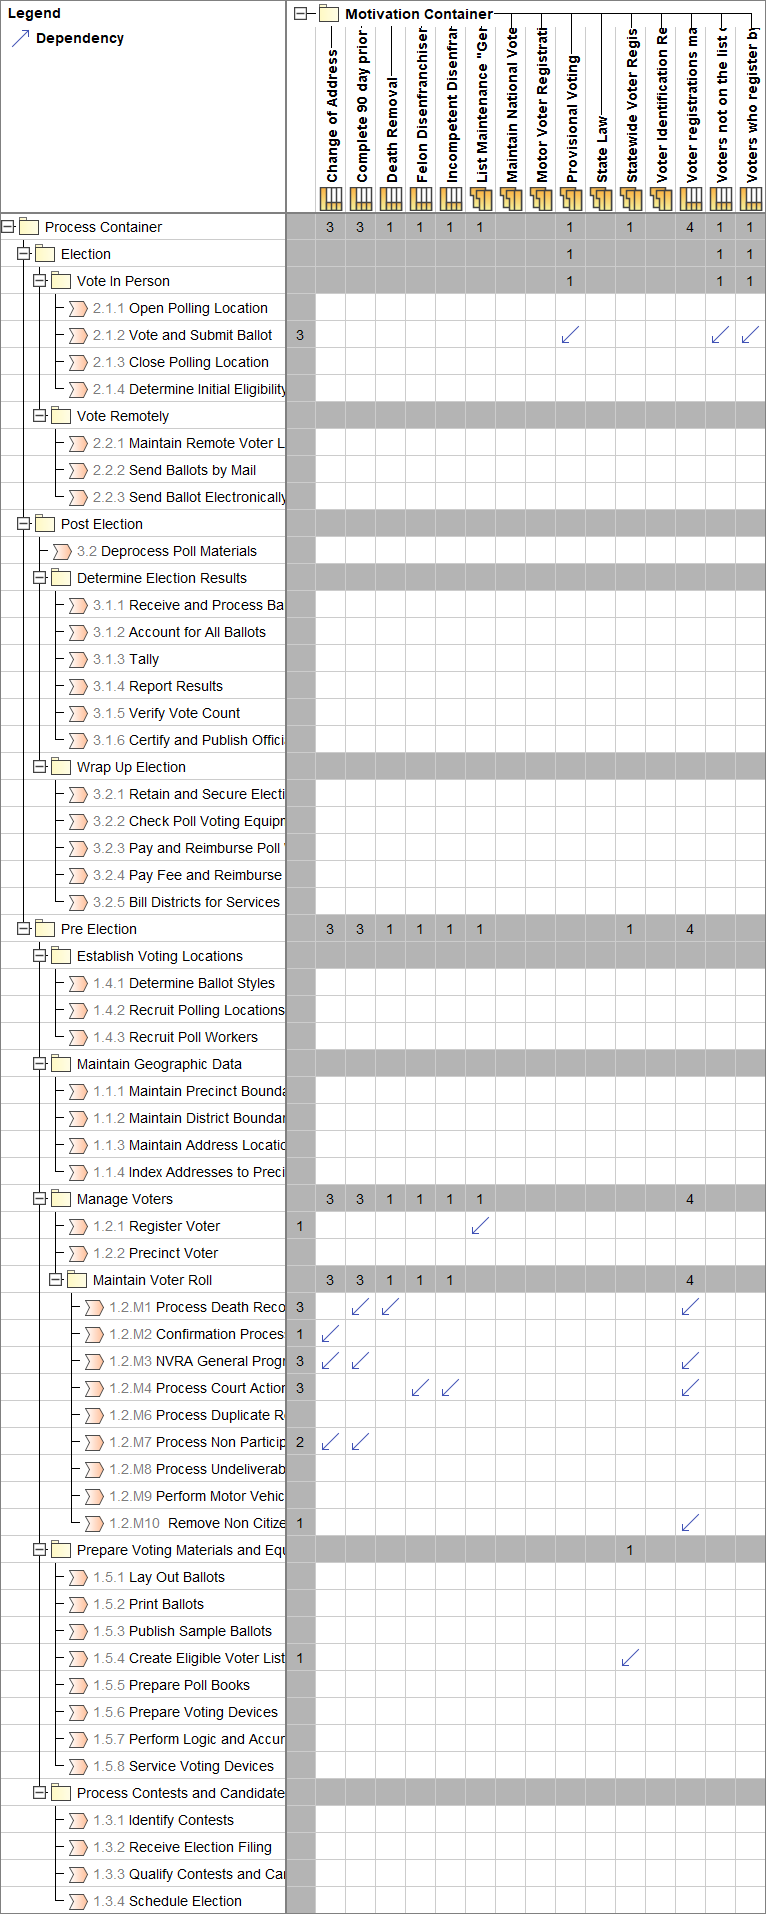 Legend
Dependency
Motivation Container
Change of Address
Complete 90 day prior
Death Removal
Felon Disenfranchiser
Incompetent Disenfran
List Maintenance "Ger
Maintain National Vote
Motor Voter Registrati
Provisional Voting
State Law
Statewide Voter Regis
Voter Identification Re
Voter registrations ma
Voters not on the list
Voters who register by
Process Container 3 3 1 1 1 1 1 1 4 1 1
Election 1 1 1
Vote In Person 1 1 1
2.1.1 Open Polling Location
2.1.2 Vote and Submit Ballot 3
2.1.3 Close Polling Location
2.1.4 Determine Initial Eligibility
Vote Remotely
2.2.1 Maintain Remote Voter L
2.2.2 Send Ballots by Mail
2.2.3 Send Ballot Electronically
Post Election
3.2 Deprocess Poll Materials
Determine Election Results
3.1.1 Receive and Process Ba
3.1.2 Account for All Ballots
3.1.3 Tally
3.1.4 Report Results
3.1.5 Verify Vote Count
3.1.6 Certify and Publish Offici
Wrap Up Election
3.2.1 Retain and Secure Electi
3.2.2 Check Poll Voting Equipr
3.2.3 Pay and Reimburse Poll
3.2.4 Pay Fee and Reimburse
3.2.5 Bill Districts for Services
Pre Election 3 3 1 1 1 1 1 4
Establish Voting Locations
1.4.1 Determine Ballot Styles
1.4.2 Recruit Polling Locations
1.4.3 Recruit Poll Workers
Maintain Geographic Data
1.1.1 Maintain Precinct Bounda
1.1.2 Maintain District Boundar
1.1.3 Maintain Address Locatio
1.1.4 Index Addresses to Preci
Manage Voters 3 3 1 1 1 1 4
1.2.1 Register Voter 1
1.2.2 Precinct Voter
Maintain Voter Roll 3 3 1 1 1 4
1.2.M1 Process Death Reco 3
1.2.M2 Confirmation Proces 1
1.2.M3 NVRA General Progr 3
1.2.M4 Process Court Action 3
1.2.M6 Process Duplicate R
1.2.M7 Process Non Particip 2
1.2.M8 Process Undeliverab
1.2.M9 Perform Motor Vehic
1.2.M10 Remove Non Citize 1
Prepare Voting Materials and Equ 1
1.5.1 Lay Out Ballots
1.5.2 Print Ballots
1.5.3 Publish Sample Ballots
1.5.4 Create Eligible Voter List 1
1.5.5 Prepare Poll Books
1.5.6 Prepare Voting Devices
1.5.7 Perform Logic and Accur
1.5.8 Service Voting Devices
Process Contests and Candidate
1.3.1 Identify Contests
1.3.2 Receive Election Filing
1.3.3 Qualify Contests and Ca
1.3.4 Schedule Election